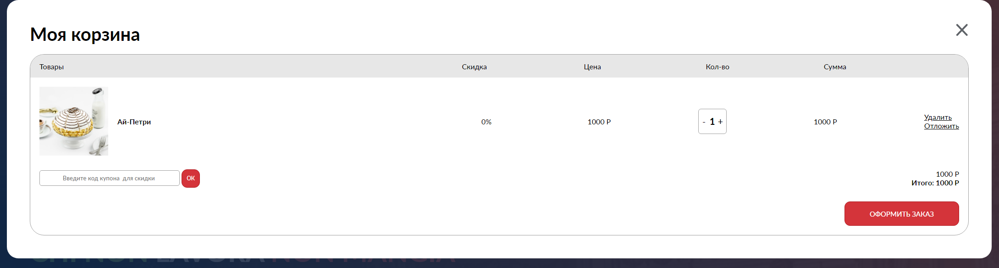 Моя корзина
Товары Скидка Цена Кол-во Сумма
Ай-Петри 0% 1000 Р - 1 + 1000 Р
Удалить
Отложить
Введите код купона для скидки ОК
1000 Р
Итого: 1000 Р
ОФОРМИТЬ ЗАКАЗ